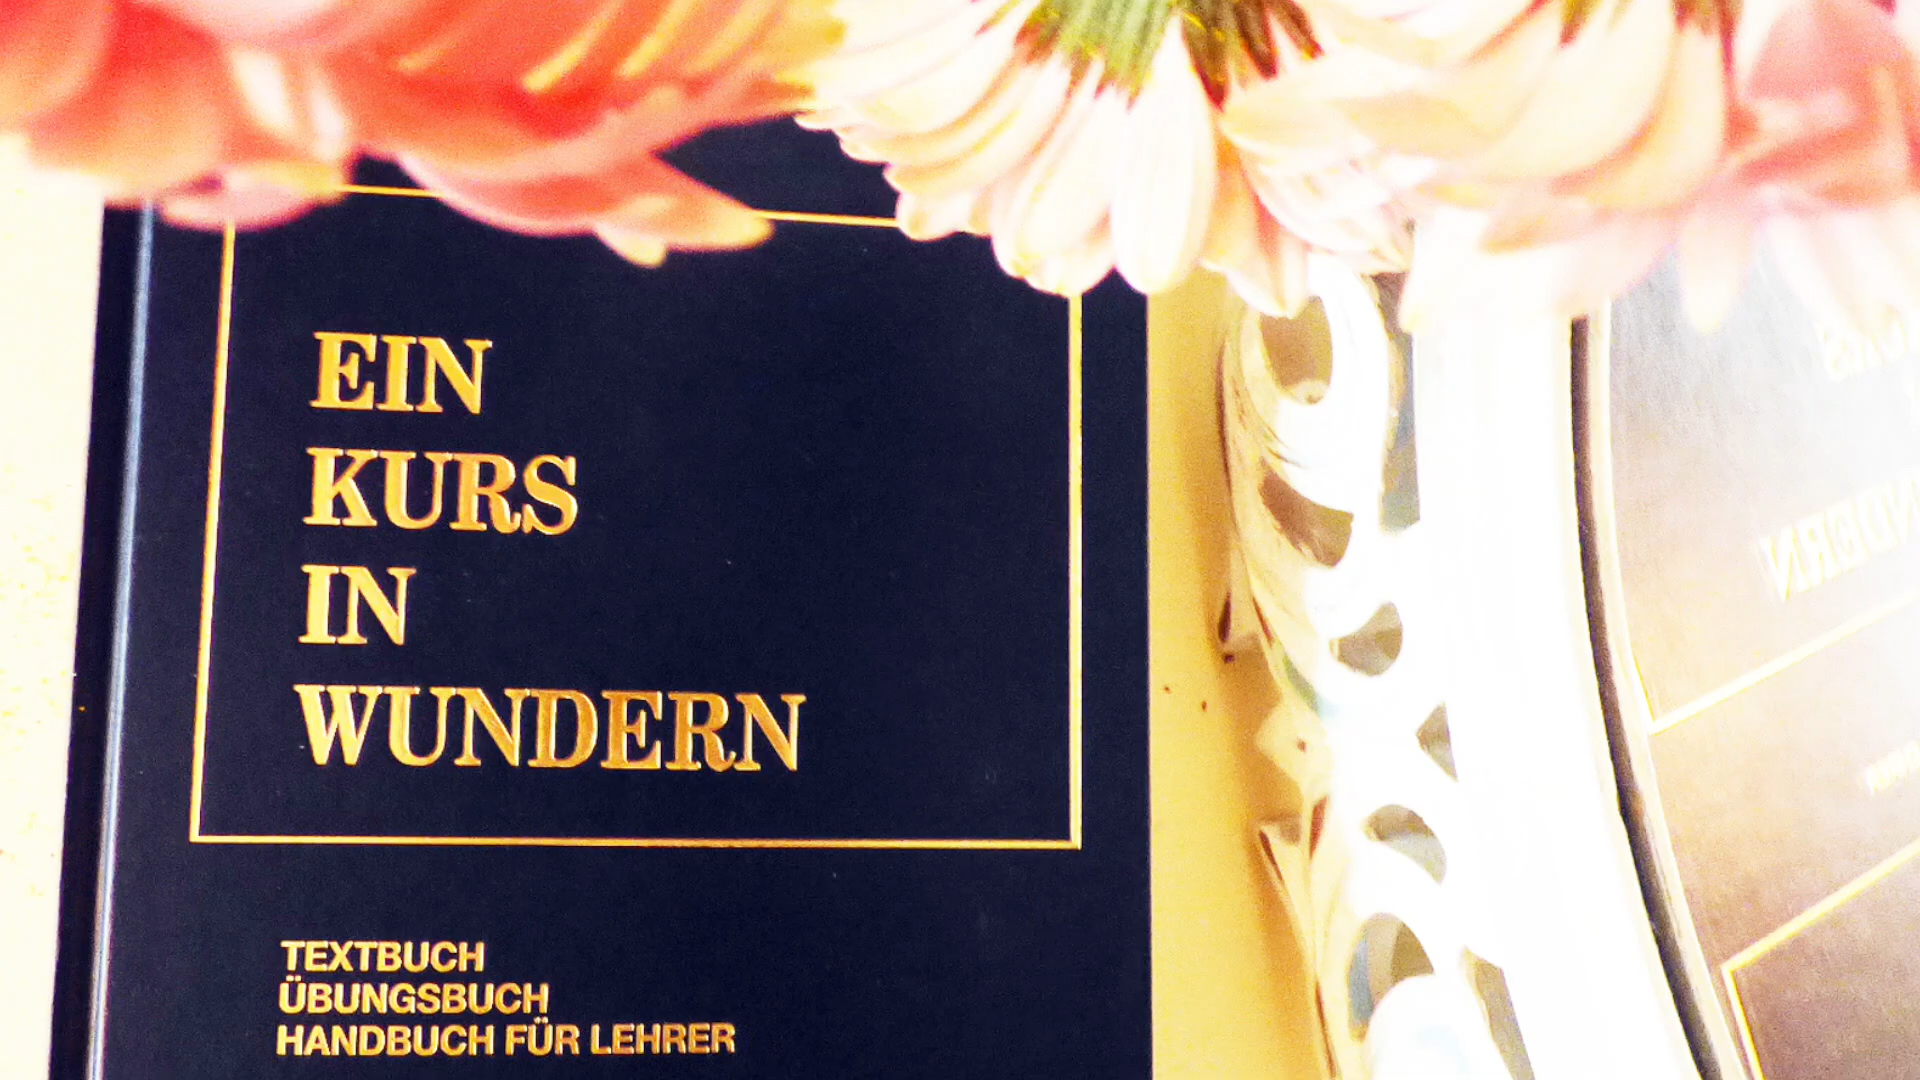 EIN
KURS
IN
WUNDERN
TEXTBUCH
ÜBUNGSBUCH
HANDBUCH FÜR LEHRER